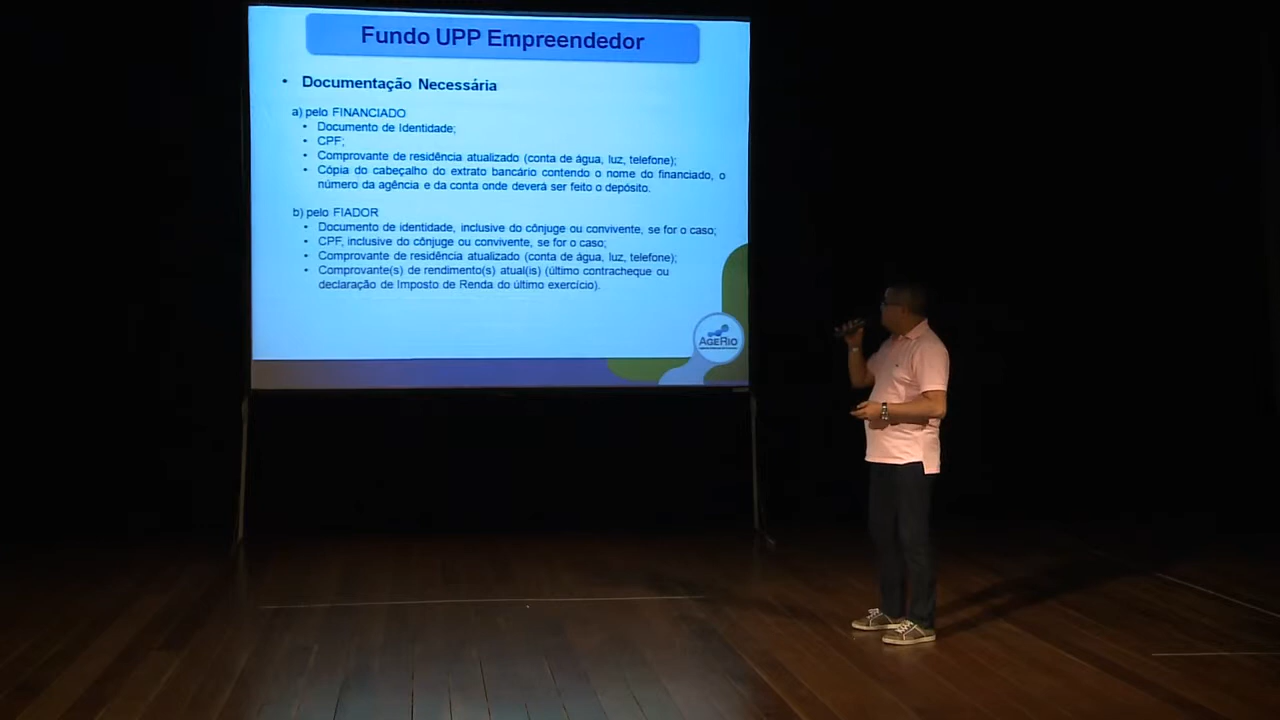 Fundo UPP Empreendedor
• Documentação Necessária
a) pelo FINANCIADO
• Documento de Identidade;
• CPF;
• Comprovante de residência atualizado (conta de água, luz, telefone);
• Cópia do cabeçalho do extrato bancário contendo o nome do financiado, o
número da agência e da conta onde deverá ser feito o depósito.
b) pelo FIADOR
• Documento de identidade, inclusive do cônjuge ou convivente, se for o caso;
• CPF, inclusive do cônjuge ou convivente, se for o caso;
• Comprovante de residência atualizado (conta de água, luz, telefone);
• Comprovante(s) de rendimento(s) atual(is) (último contracheque ou
declaração de Imposto de Renda do último exercício).
AGERIO